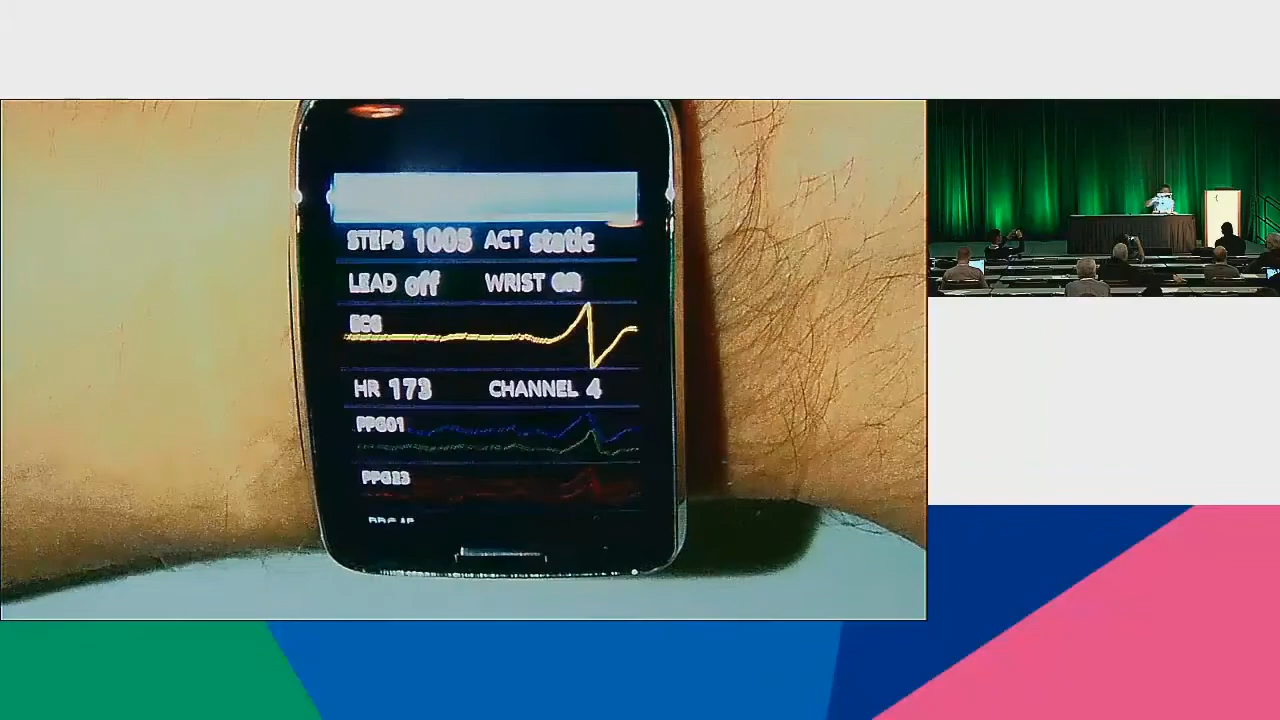 STEPS 1005 ACT static
LEAD off WRIST on
ECG
HR 173 CHANNEL 4
PPG01
PPG23